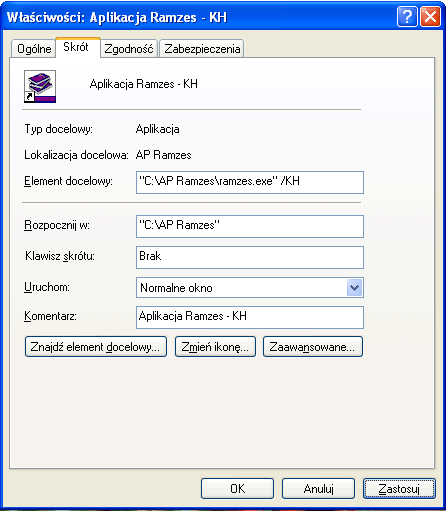 Właściwości: Aplikacja Ramzes - KH
Ogólne Skrót Zgodność Zabezpieczenia
Aplikacja Ramzes - KH
Typ docelowy: Aplikacja
Lokalizacja docelowa: AP Ramzes
Element docelowy: "C:\AP Ramzes\ramzes.exe" /KH
Rozpocznij w: "C:\AP Ramzes"
Klawisz skrótu: Brak
Uruchom: Normalne okno
Komentarz: Aplikacja Ramzes - KH
Znajdź element docelowy... Zmień ikonę... Zaawansowane...
OK Anuluj Zastosuj